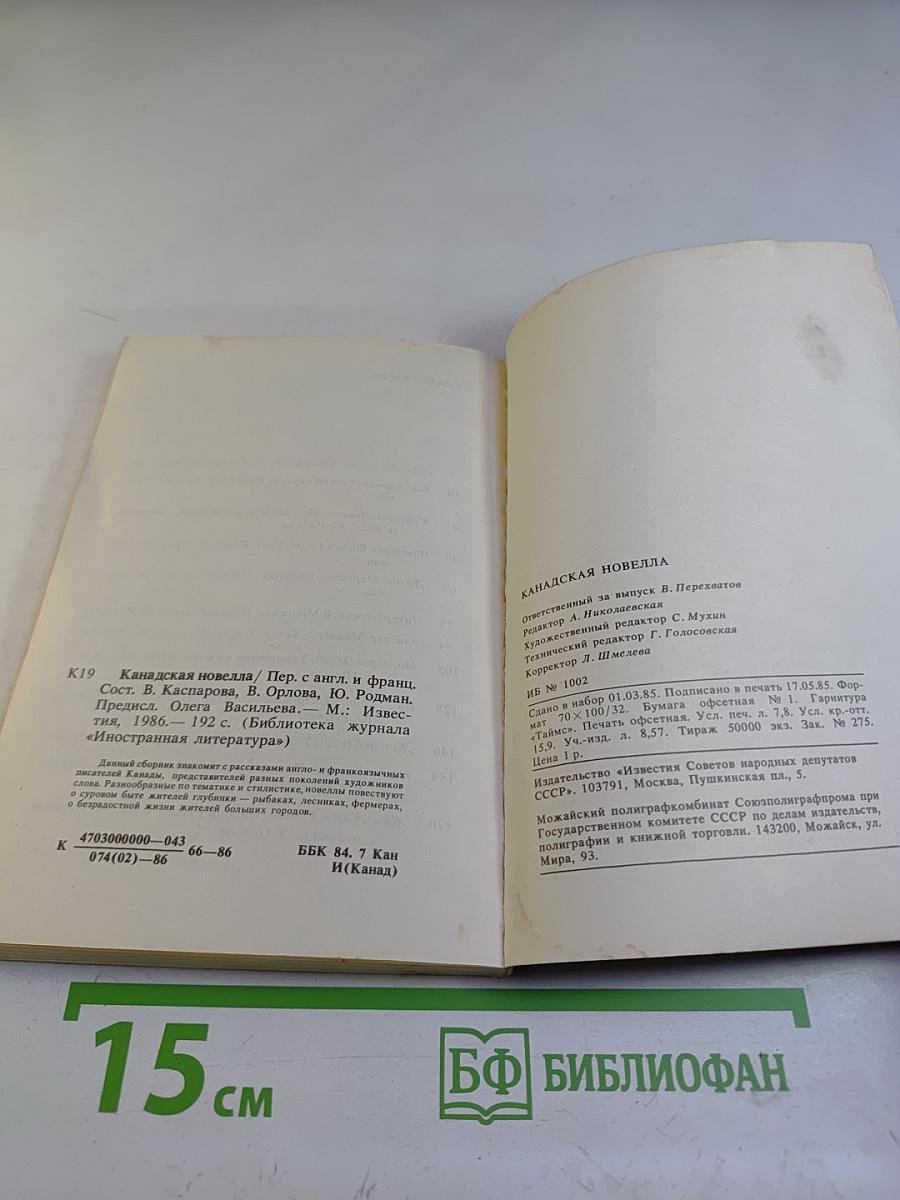 К19 Канадская новелла/ Пер. с англ. и франц.
Сост. В. Каспарова, В. Орлова, Ю. Родман.
Предисл. Олега Васильева.— М.: Извес-
тия, 1986.— 192 с. (Библиотека журнала
«Иностранная литература»)
Данный сборник знакомит с рассказами англо- и франкоязычных
писателей Канады, представителей разных поколений художников
слова. Разнообразные по тематике и стилистике, новеллы повествуют
о суровом быте жителей глубинки — рыбаках, лесниках, фермерах,
о безрадостной жизни жителей больших городов.
К 4703000000—043
074(02)—86
66—86
ББК 84. 7 Кан
И(Канад)
КАНАДСКАЯ НОВЕЛЛА
Ответственный за выпуск В. Перехватов
Редактор А. Николаевская
Художественный редактор С. Мухин
Технический редактор Г. Голосовская
Корректор Л. Шмелева
ИБ № 1002
Сдано в набор 01.03.85. Подписано в печать 17.05.85. Фор-
мат 70×100/32. Бумага офсетная № 1. Гарнитура
«Таймс». Печать офсетная. Усл. печ. л. 7,8. Усл. кр.-отт.
15,9. Уч.-изд. л. 8,57. Тираж 50000 экз. Зак. № 275.
Цена 1 р.
Издательство «Известия Советов народных депутатов
СССР». 103791, Москва, Пушкинская пл., 5.
Можайский полиграфкомбинат Союзполиграфпрома при
Государственном комитете СССР по делам издательств,
полиграфии и книжной торговли. 143200, Можайск, ул.
Мира, 93.
15 см
БФ БИБЛИОФАН